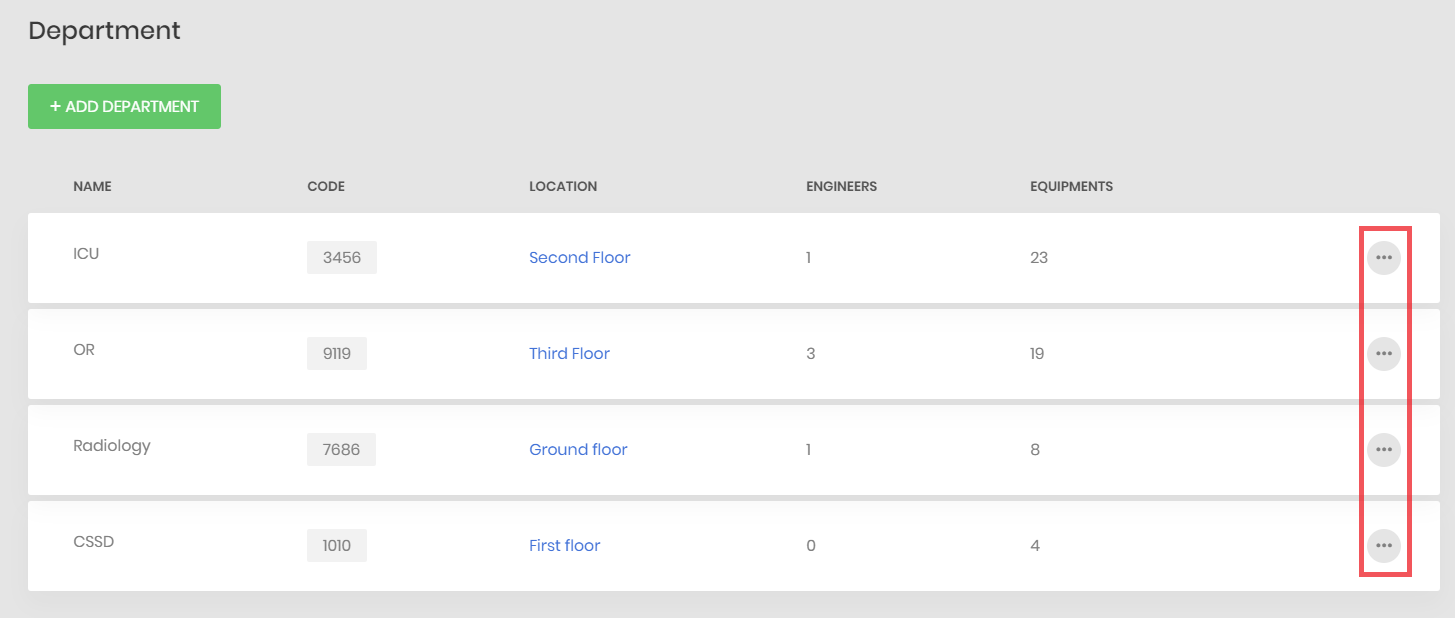 Department
+ ADD DEPARTMENT
NAME CODE LOCATION ENGINEERS EQUIPMENTS
ICU 3456 Second Floor 1 23
OR 9119 Third Floor 3 19
Radiology 7686 Ground floor 1 8
CSSD 1010 First floor 0 4